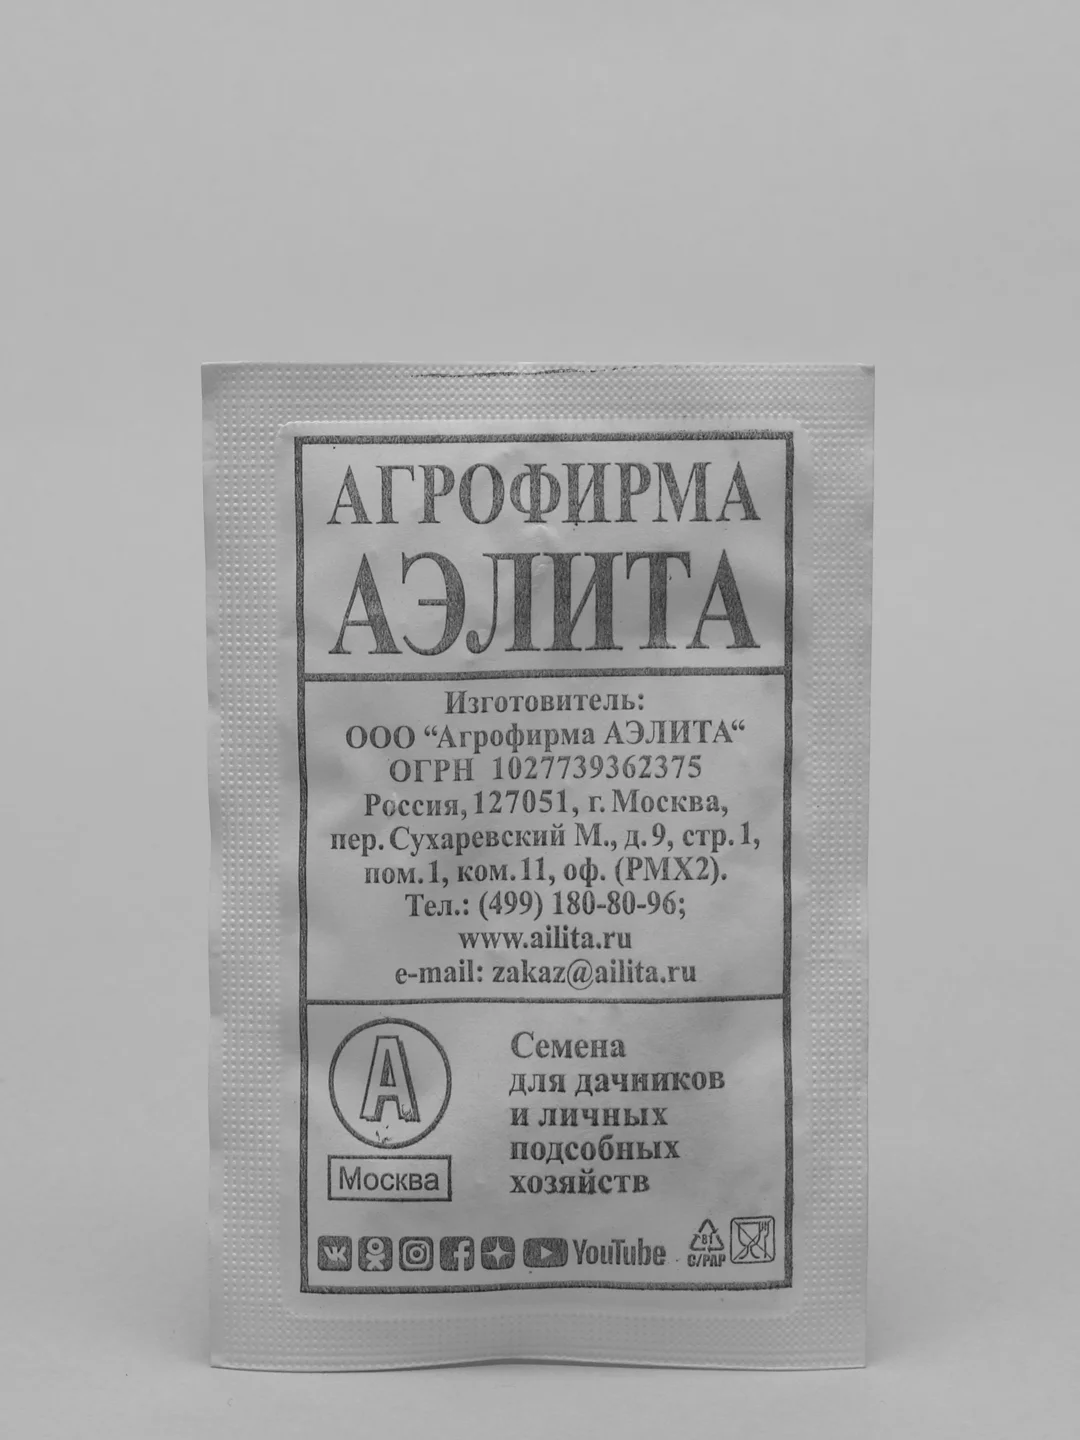 АГРОФИРМА
АЭЛИТА
Изготовитель:
ООО “Агрофирма АЭЛИТА“
ОГРН 1027739362375
Россия, 127051, г. Москва,
пер. Сухаревский М., д. 9, стр. 1,
пом. 1, ком. 11, оф. (РМХ2).
Тел.: (499) 180-80-96;
www.ailita.ru
e-mail: zakaz@ailita.ru
А
Москва
Семена
для дачников
и личных
подсобных
хозяйств
YouTube
81
C/PAP